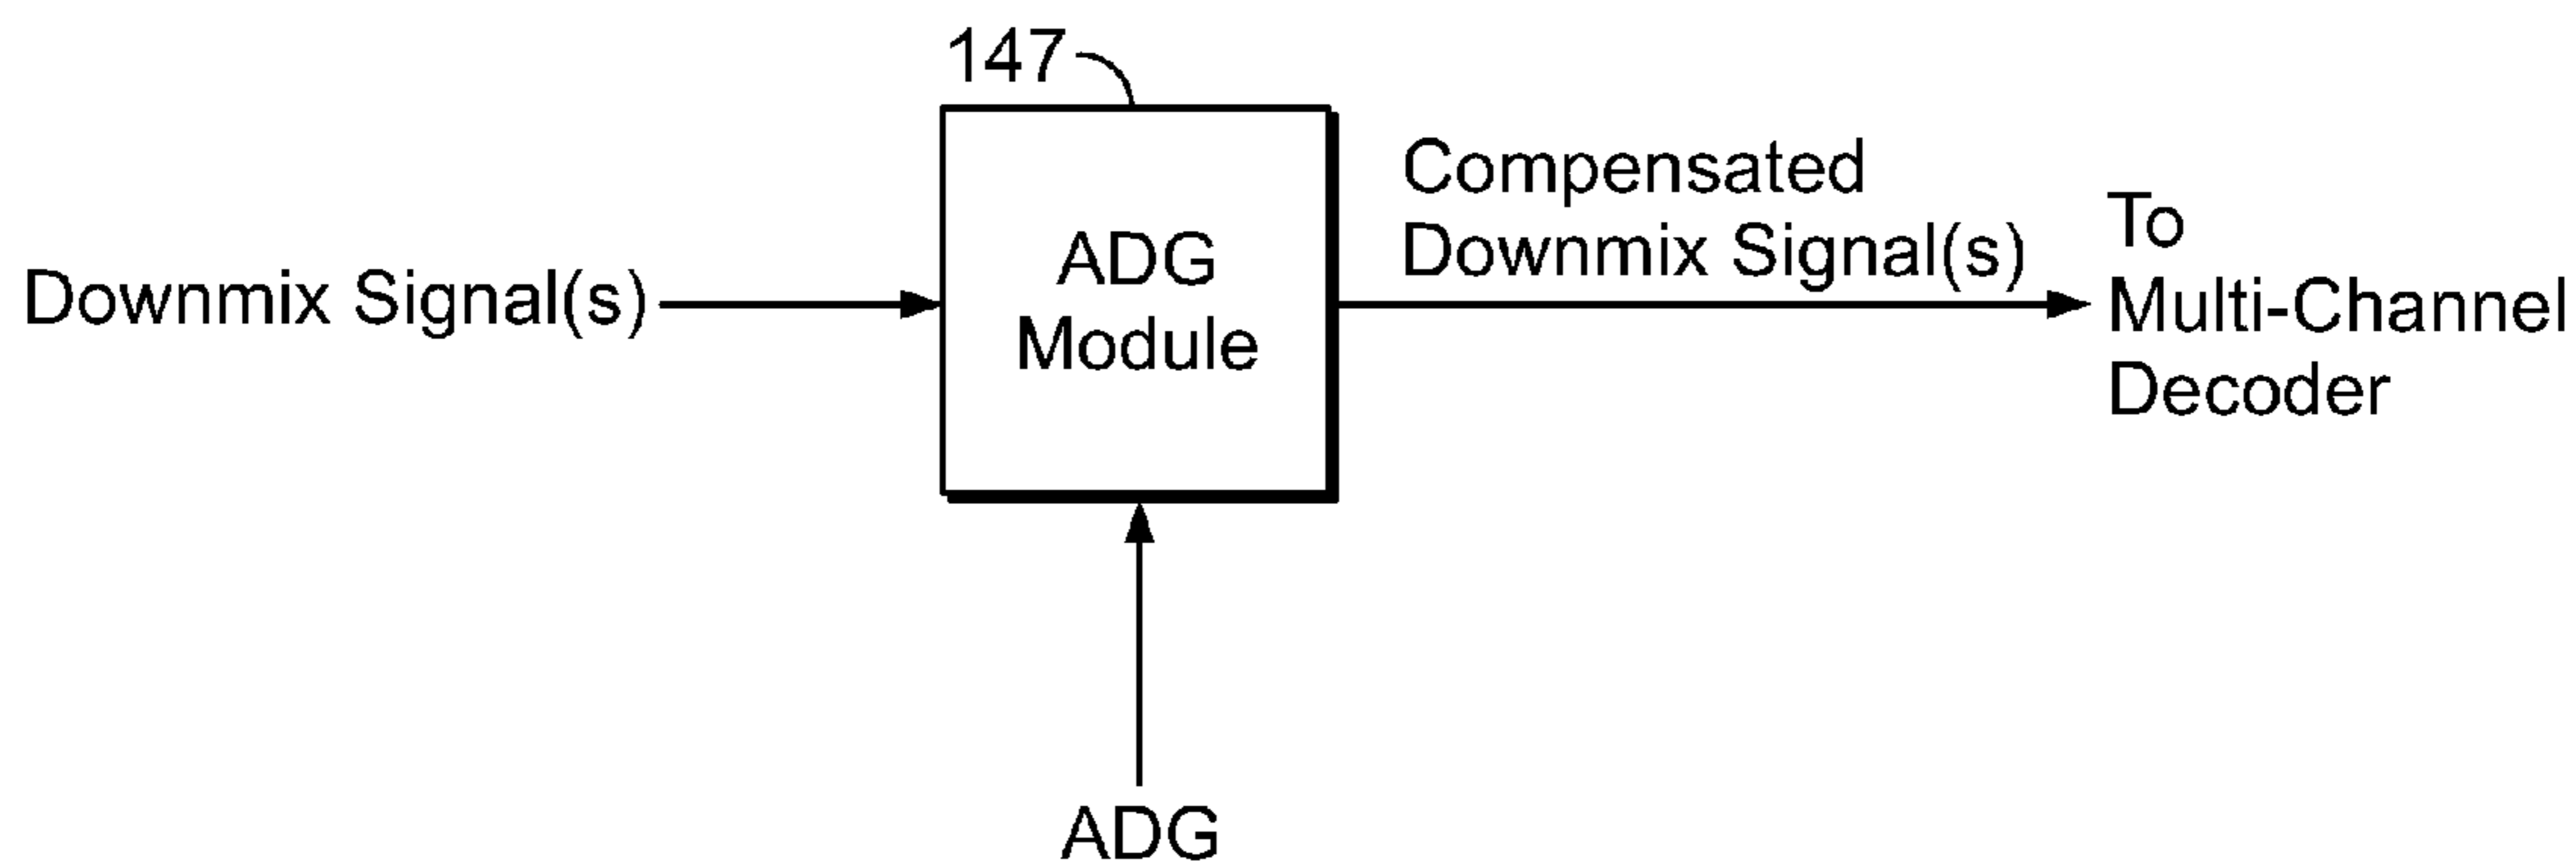 147
Downmix Signal(s)
ADG
Module
Compensated
Downmix Signal(s)
To
Multi-Channel
Decoder
ADG